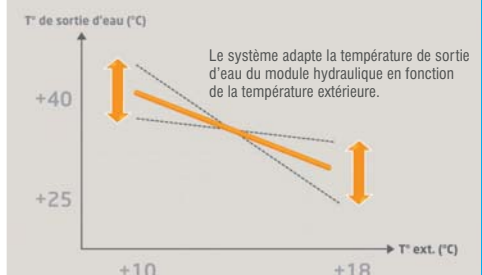 T° de sortie d'eau (°C)
Le système adapte la température de sortie
d'eau du module hydraulique en fonction
de la température extérieure.
+40
+25
T° ext. (°C)
+10
+18